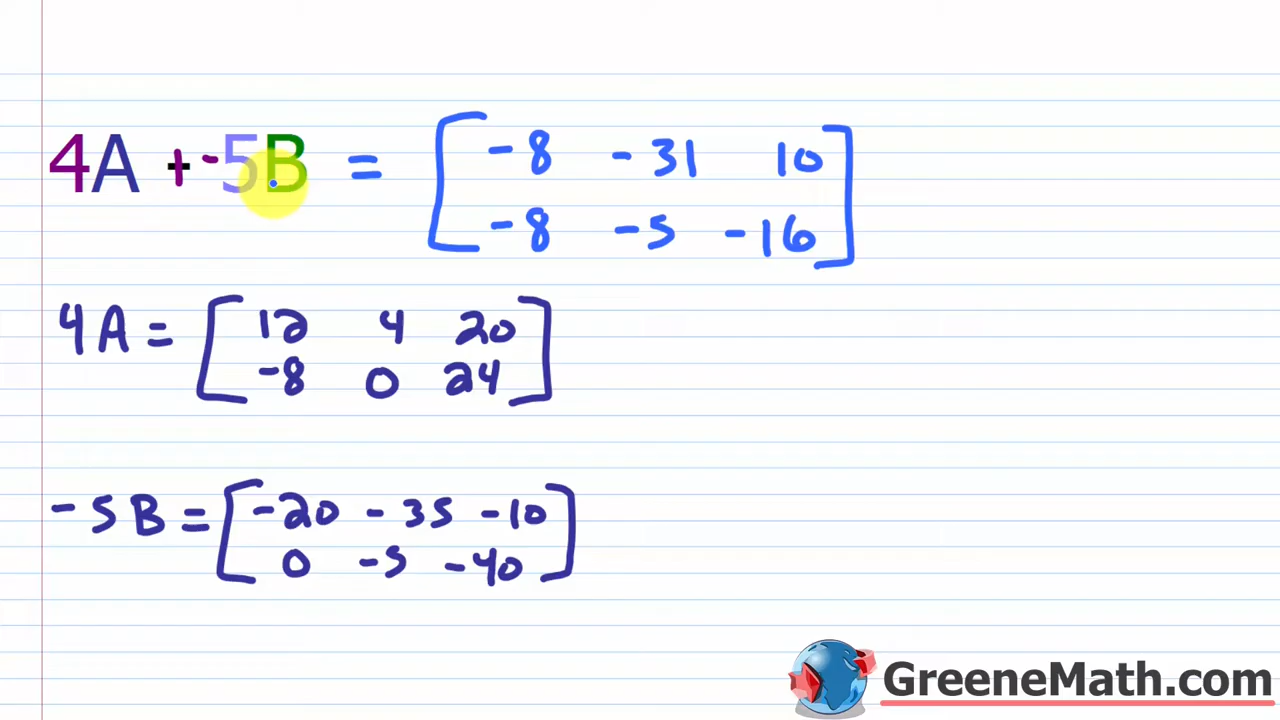 4A + -5B = [ -8 -31 10
-8 -5 -16 ]
4A = [ 12 4 20
-8 0 24 ]
-5B = [ -20 -35 -10
0 -5 -40 ]
GreeneMath.com